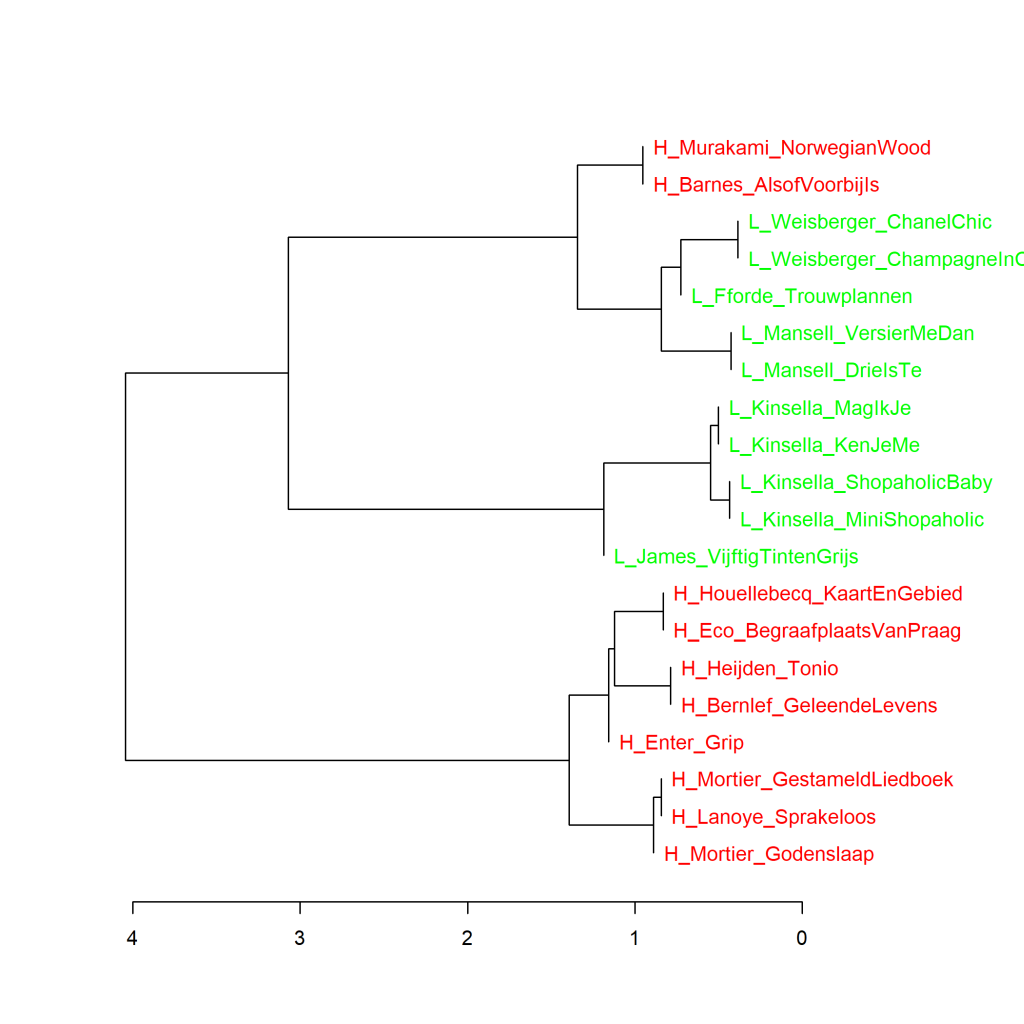 H_Murakami_NorwegianWood
H_Barnes_AlsofVoorbijIs
L_Weisberger_ChanelChic
L_Weisberger_ChampagneInC
L_Fforde_Trouwplannen
L_Mansell_VersierMeDan
L_Mansell_DrieIsTe
L_Kinsella_MagIkJe
L_Kinsella_KenJeMe
L_Kinsella_ShopaholicBaby
L_Kinsella_MiniShopaholic
L_James_VijftigTintenGrijs
H_Houellebecq_KaartEnGebied
H_Eco_BegraafplaatsVanPraag
H_Heijden_Tonio
H_Bernlef_GeleendeLevens
H_Enter_Grip
H_Mortier_GestameldLiedboek
H_Lanoye_Sprakeloos
H_Mortier_Godenslaap
4 3 2 1 0